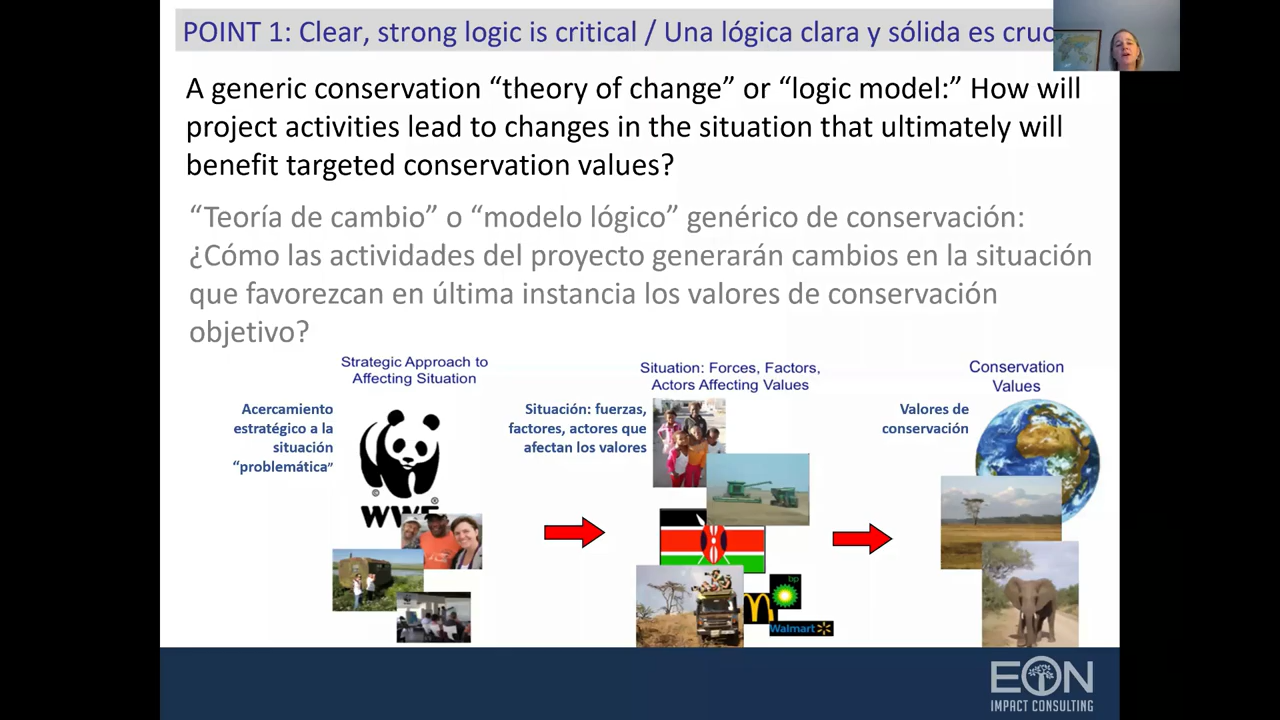 POINT 1: Clear, strong logic is critical / Una lógica clara y sólida es cruc
A generic conservation “theory of change” or “logic model:” How will
project activities lead to changes in the situation that ultimately will
benefit targeted conservation values?
“Teoría de cambio” o “modelo lógico” genérico de conservación:
¿Cómo las actividades del proyecto generarán cambios en la situación
que favorezcan en última instancia los valores de conservación
objetivo?
Strategic Approach to
Affecting Situation
Acercamiento
estratégico a la
situación
“problemática”
©
®
WWF
Situation: Forces, Factors,
Actors Affecting Values
Situación: fuerzas,
factores, actores que
afectan los valores
bp
Walmart
Conservation
Values
Valores de
conservación
EON
IMPACT CONSULTING